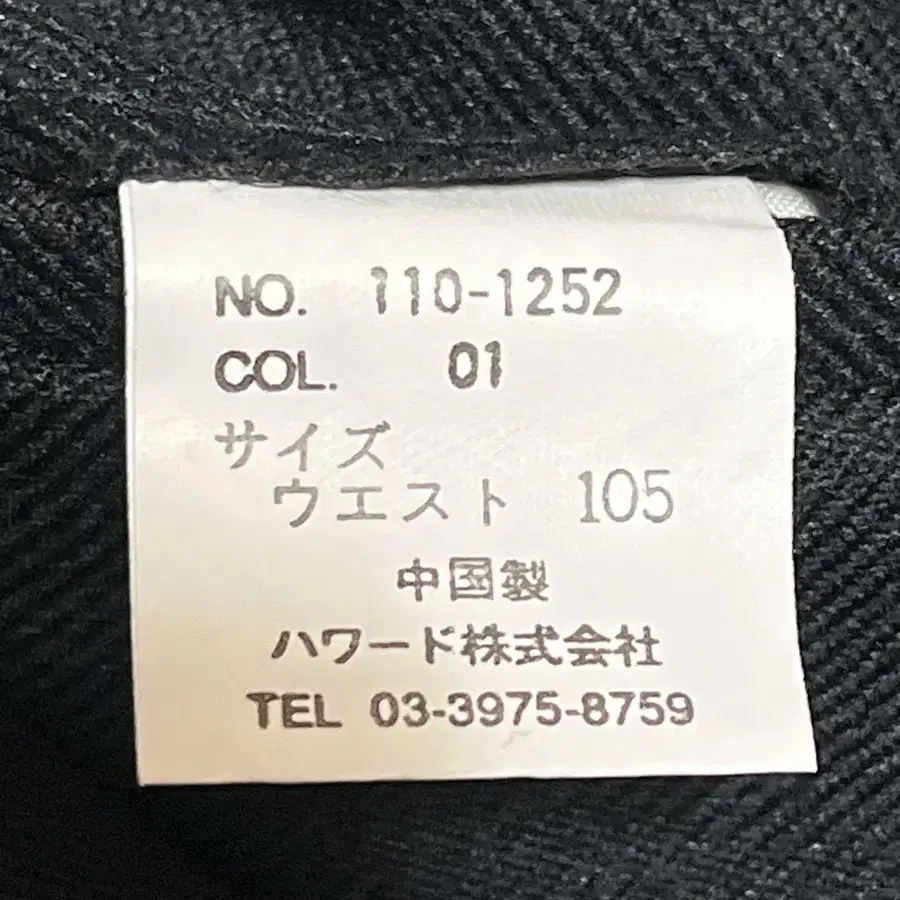 NO. 110-1252
COL. 01
サイズ
ウエスト 105
中国製
ハワード株式会社
TEL 03-3975-8759